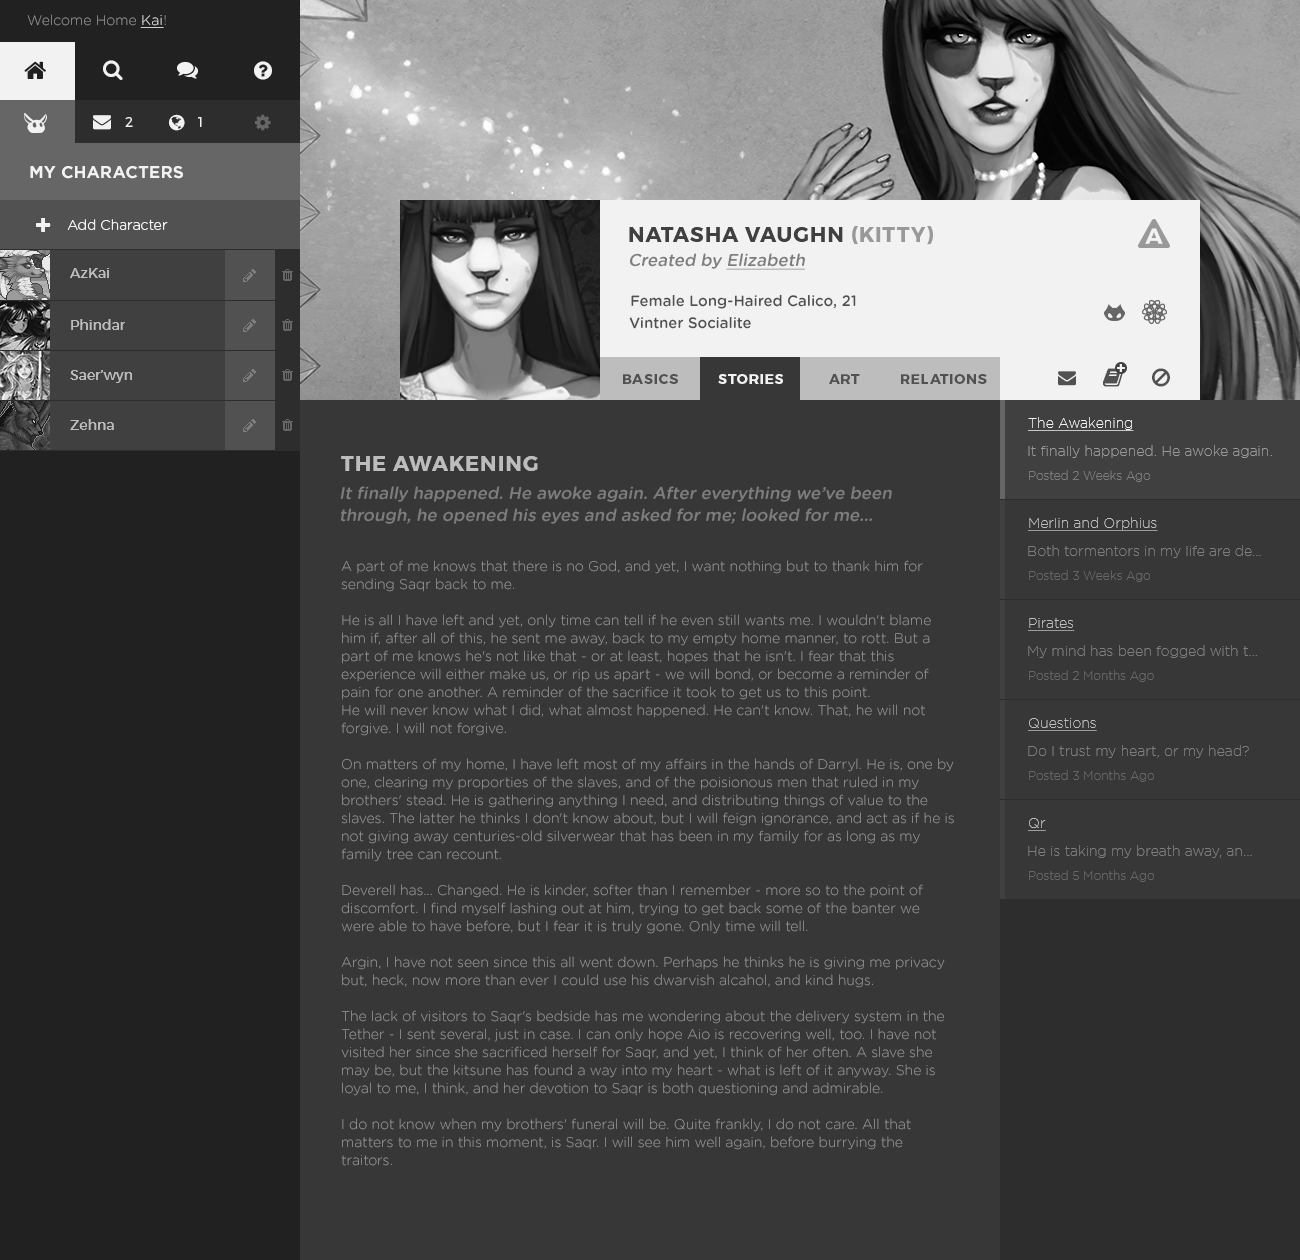 Welcome Home Kai!
2
1
MY CHARACTERS
Add Character
AzKai
Phindar
Saer'wyn
Zehna
NATASHA VAUGHN (KITTY)
A
Created by Elizabeth
Female Long-Haired Calico, 21
Vintner Socialite
BASICS
STORIES
ART
RELATIONS
THE AWAKENING
It finally happened. He awoke again. After everything we've been
through, he opened his eyes and asked for me; looked for me...
A part of me knows that there is no God, and yet, I want nothing but to thank him for
sending Saqr back to me.
He is all I have left and yet, only time can tell if he even still wants me. I wouldn't blame
him if, after all of this, he sent me away, back to my empty home manner, to rott. But a
part of me knows he's not like that - or at least, hopes that he isn't. I fear that this
experience will either make us, or rip us apart - we will bond, or become a reminder of
pain for one another. A reminder of the sacrifice it took to get us to this point.
He will never know what I did, what almost happened. He can't know. That, he will not
forgive. I will not forgive.
On matters of my home, I have left most of my affairs in the hands of Darryl. He is, one by
one, clearing my proporties of the slaves, and of the poisionous men that ruled in my
brothers' stead. He is gathering anything I need, and distributing things of value to the
slaves. The latter he thinks I don't know about, but I will feign ignorance, and act as if he is
not giving away centuries-old silverwear that has been in my family for as long as my
family tree can recount.
Deverell has... Changed. He is kinder, softer than I remember - more so to the point of
discomfort. I find myself lashing out at him, trying to get back some of the banter we
were able to have before, but I fear it is truly gone. Only time will tell.
Argin, I have not seen since this all went down. Perhaps he thinks he is giving me privacy
but, heck, now more than ever I could use his dwarvish alcohol, and kind hugs.
The lack of visitors to Saqr's bedside has me wondering about the delivery system in the
Tether - I sent several, just in case. I can only hope Aio is recovering well, too. I have not
visited her since she sacrificed herself for Saqr, and yet, I think of her often. A slave she
may be, but the kitsune has found a way into my heart - what is left of it anyway. She is
loyal to me, I think, and her devotion to Saqr is both questioning and admirable.
I do not know when my brothers' funeral will be. Quite frankly, I do not care. All that
matters to me in this moment, is Saqr. I will see him well again, before burrying the
traitors.
The Awakening
It finally happened. He awoke again.
Posted 2 Weeks Ago
Merlin and Orphius
Both tormentors in my life are de...
Posted 3 Weeks Ago
Pirates
My mind has been fogged with t...
Posted 2 Months Ago
Questions
Do I trust my heart, or my head?
Posted 3 Months Ago
Qr
He is taking my breath away, an...
Posted 5 Months Ago